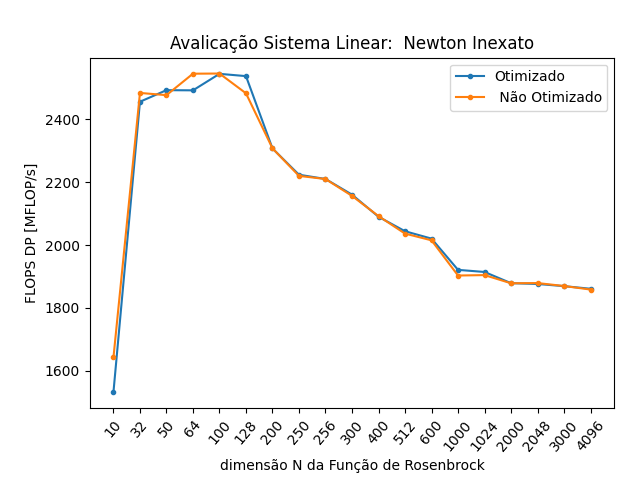 Avalicação Sistema Linear:  Newton Inexato
Otimizado
Não Otimizado
FLOPS DP [MFLOP/s]
2400
2200
2000
1800
1600
10 32 50 64 100 128 200 250 256 300 400 512 600 1000 1024 2000 2048 3000 4096
dimensão N da Função de Rosenbrock